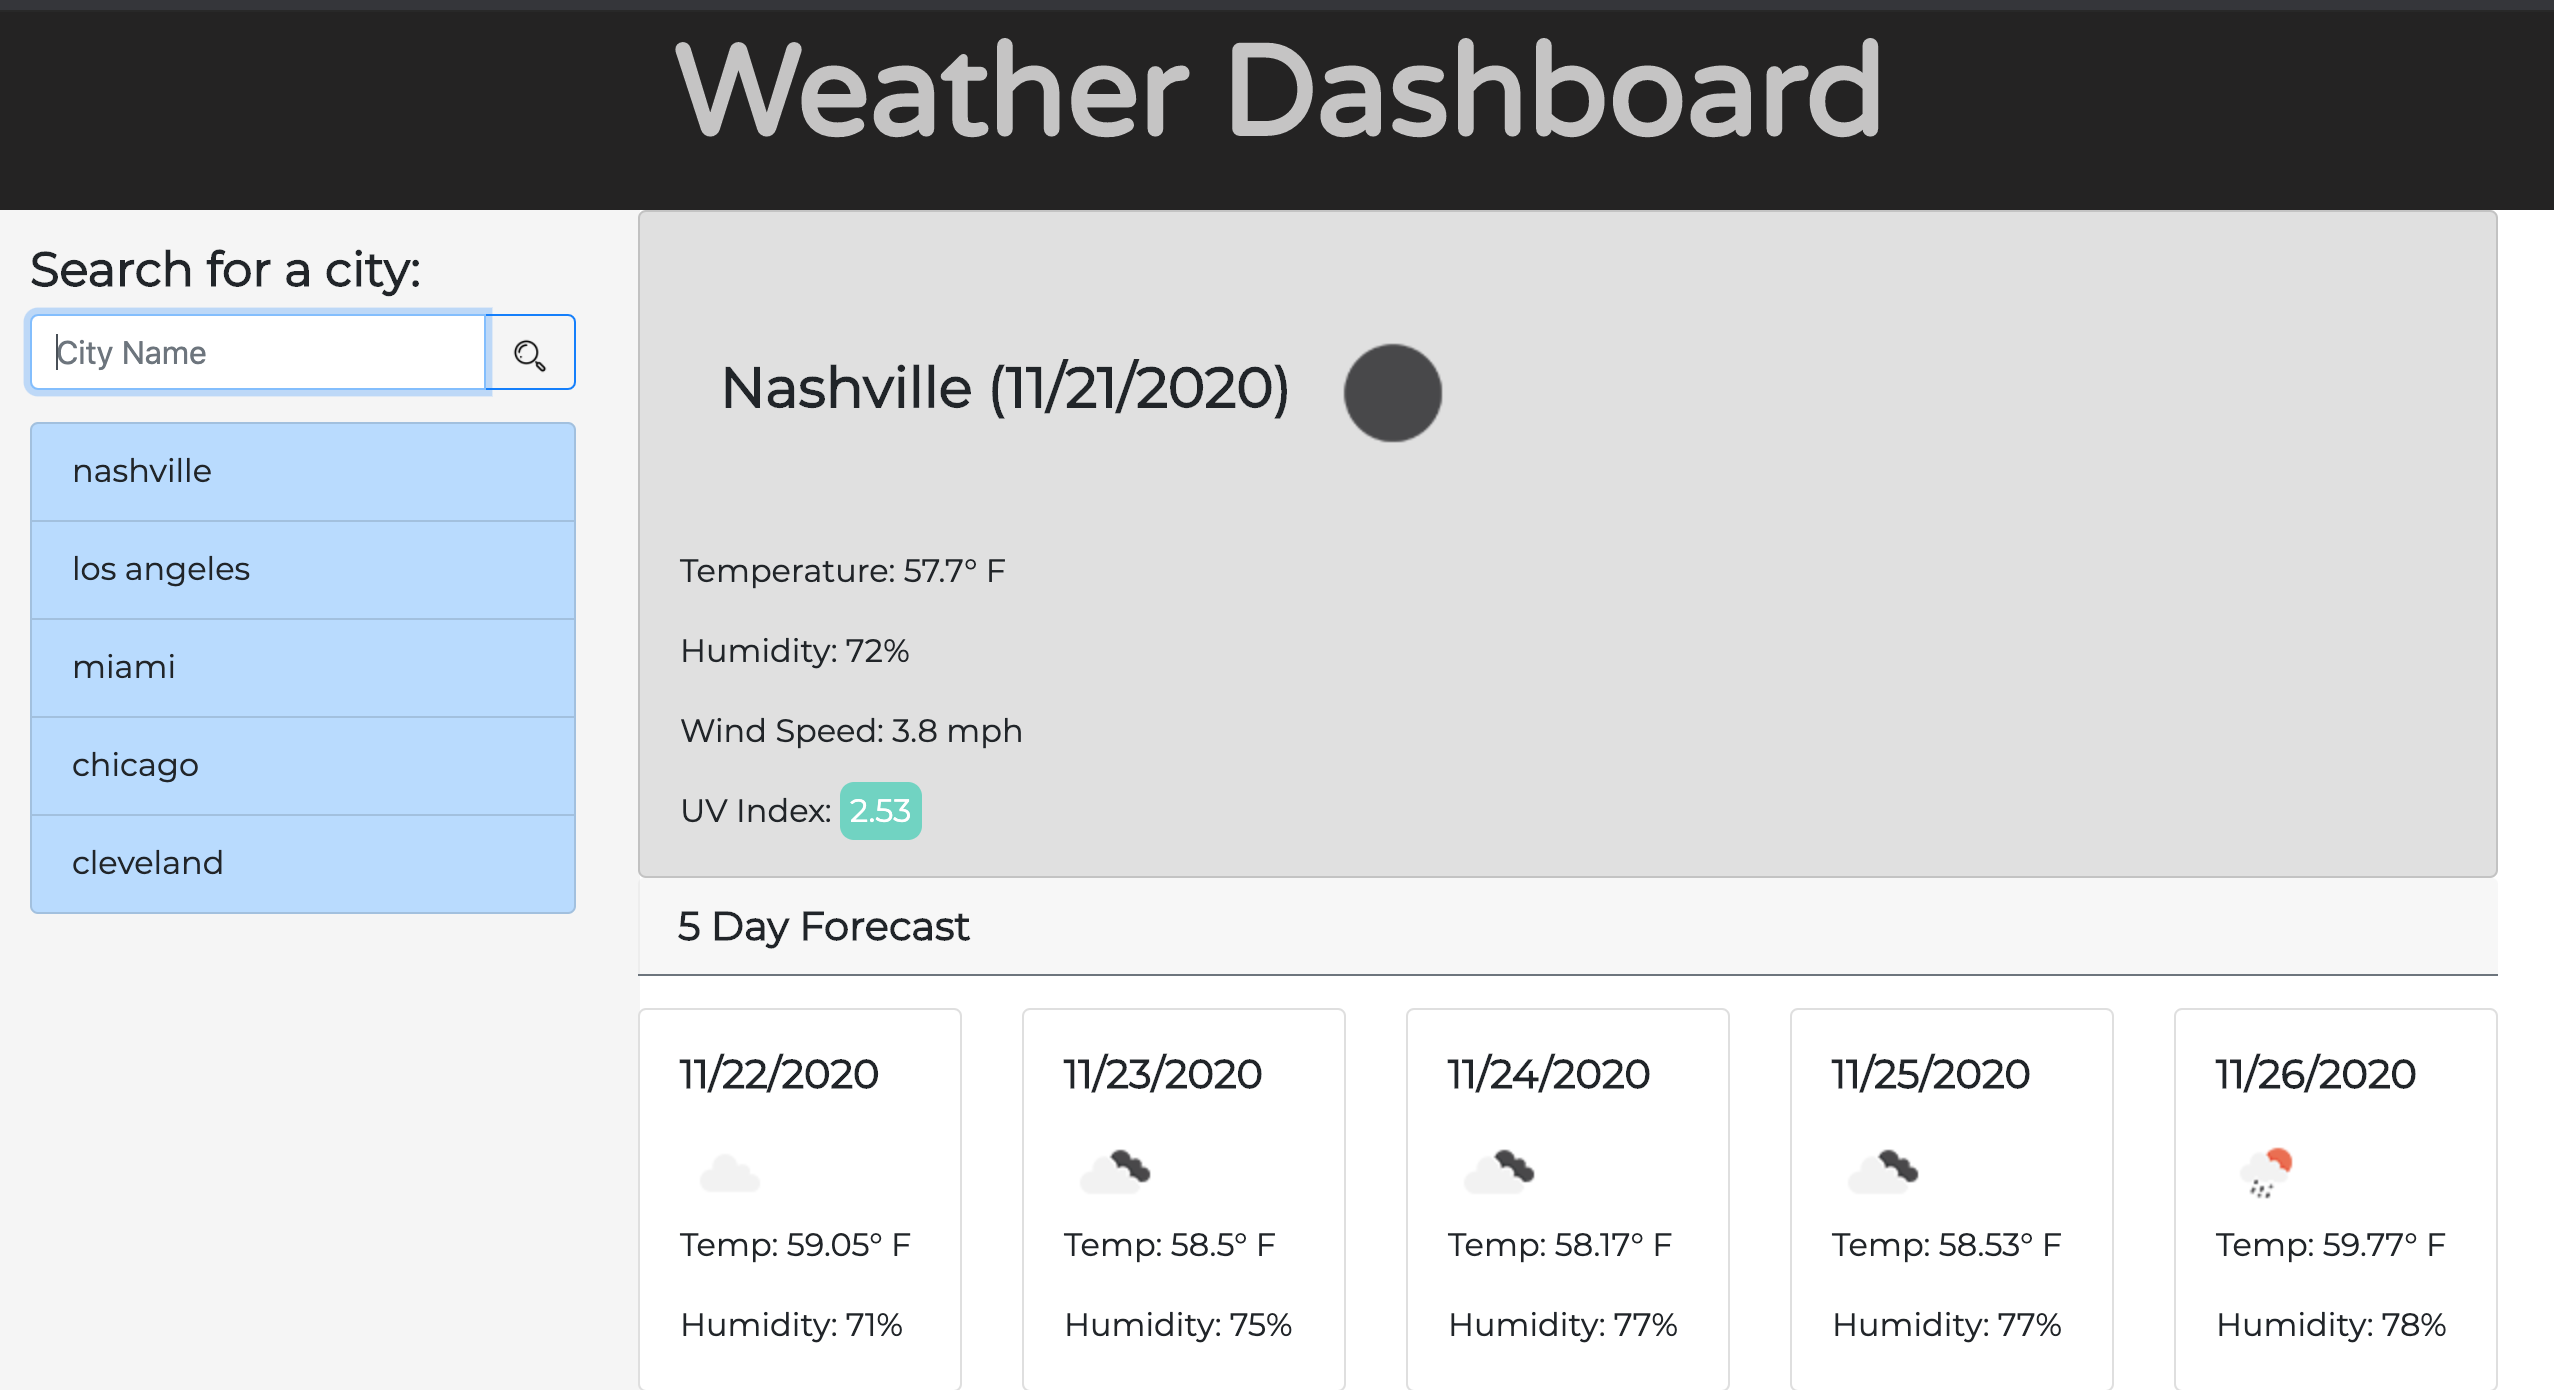 Weather Dashboard
Search for a city:
City Name
nashville
los angeles
miami
chicago
cleveland
Nashville (11/21/2020)
Temperature: 57.7° F
Humidity: 72%
Wind Speed: 3.8 mph
UV Index: 2.53
5 Day Forecast
11/22/2020
Temp: 59.05° F
Humidity: 71%
11/23/2020
Temp: 58.5° F
Humidity: 75%
11/24/2020
Temp: 58.17° F
Humidity: 77%
11/25/2020
Temp: 58.53° F
Humidity: 77%
11/26/2020
Temp: 59.77° F
Humidity: 78%